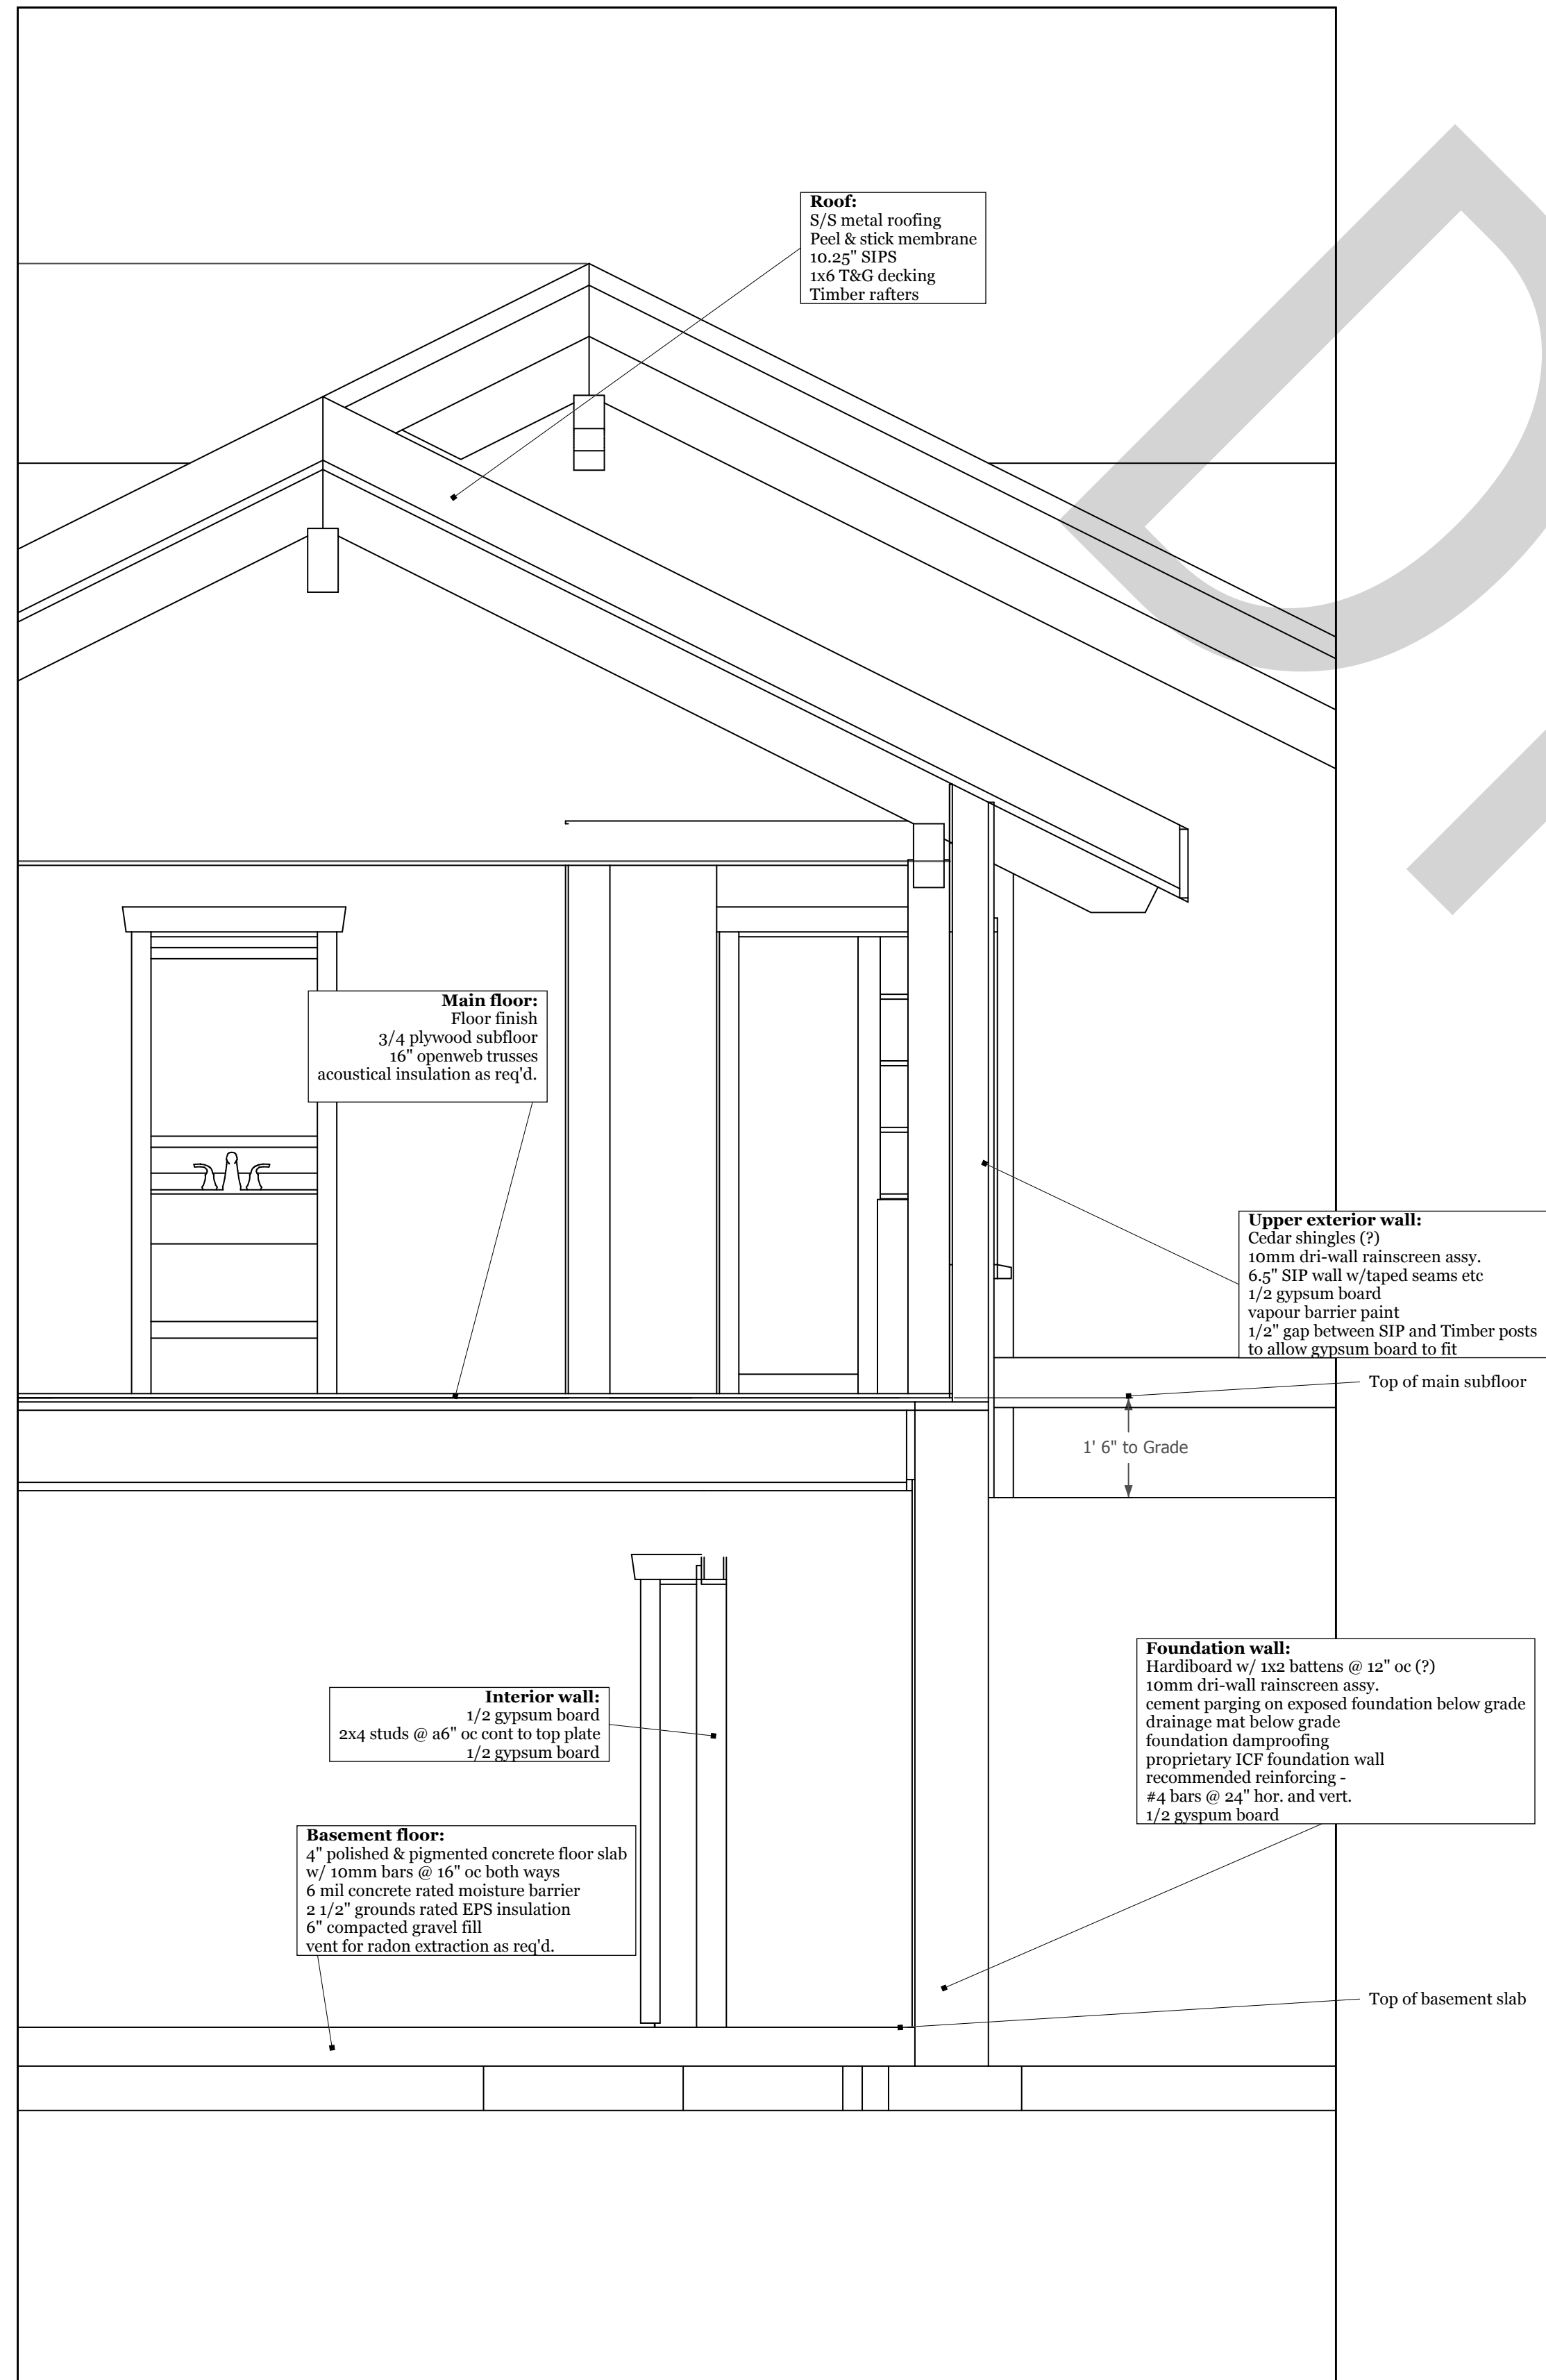 Roof:
S/S metal roofing
Peel & stick membrane
10.25" SIPS
1x6 T&G decking
Timber rafters
Main floor:
Floor finish
3/4 plywood subfloor
16" openweb trusses
acoustical insulation as req'd.
Upper exterior wall:
Cedar shingles (?)
10mm dri-wall rainscreen assy.
6.5" SIP wall w/taped seams etc
1/2 gypsum board
vapour barrier paint
1/2" gap between SIP and Timber posts
to allow gypsum board to fit
Top of main subfloor
1' 6" to Grade
Foundation wall:
Hardiboard w/ 1x2 battens @ 12" oc (?)
10mm dri-wall rainscreen assy.
cement parging on exposed foundation below grade
drainage mat below grade
foundation damproofing
proprietary ICF foundation wall
recommended reinforcing -
#4 bars @ 24" hor. and vert.
1/2 gyspum board
Interior wall:
1/2 gypsum board
2x4 studs @ a6" oc cont to top plate
1/2 gypsum board
Basement floor:
4" polished & pigmented concrete floor slab
w/ 10mm bars @ 16" oc both ways
6 mil concrete rated moisture barrier
2 1/2" grounds rated EPS insulation
6" compacted gravel fill
vent for radon extraction as req'd.
Top of basement slab